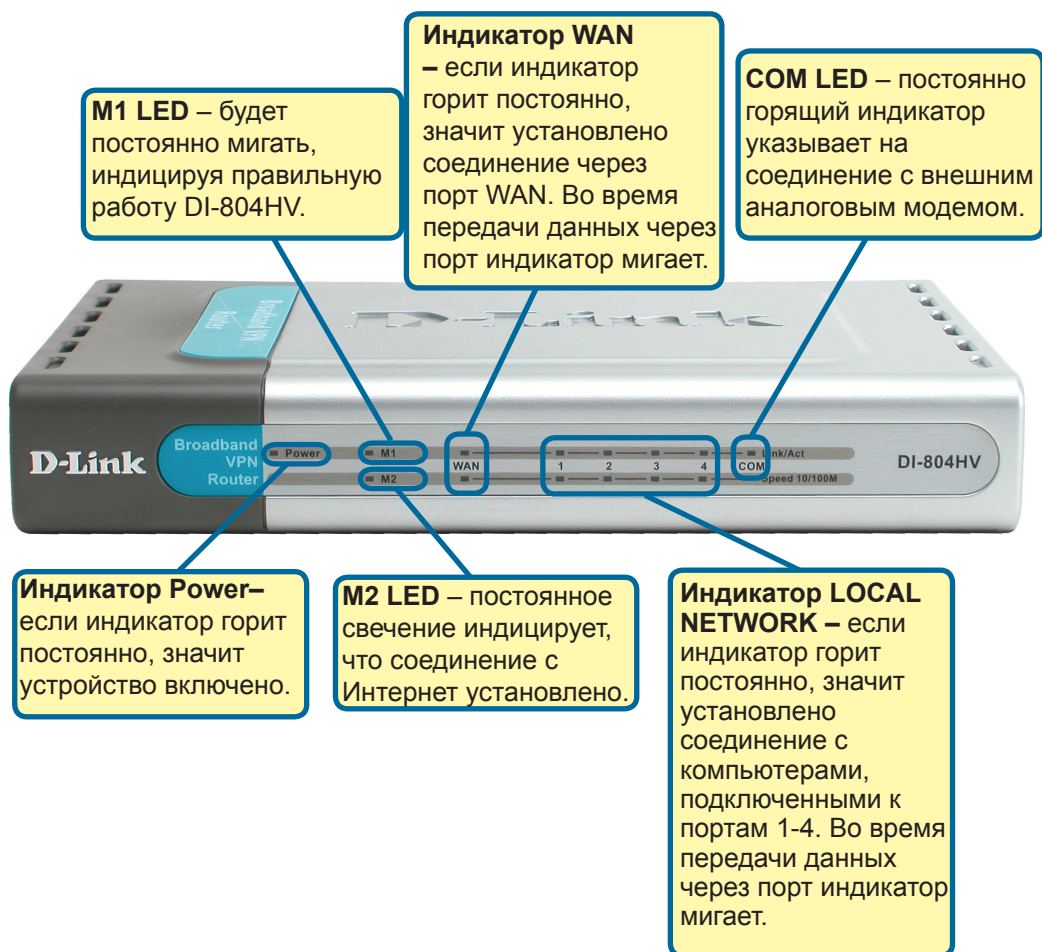 Индикатор WAN
– если индикатор
горит постоянно,
значит установлено
соединение через
порт WAN. Во время
передачи данных через
порт индикатор мигает.
COM LED – постоянно
горящий индикатор
указывает на
соединение с внешним
аналоговым модемом.
M1 LED – будет
постоянно мигать,
индицируя правильную
работу DI-804HV.
Broadband VPN
Router
D-Link
D-Link
Broadband
VPN
Router
Power
M1
M2
WAN
1 2 3 4
COM
Link/Act
Speed 10/100M
DI-804HV
Индикатор Power–
если индикатор горит
постоянно, значит
устройство включено.
M2 LED – постоянное
свечение индицирует,
что соединение с
Интернет установлено.
Индикатор LOCAL
NETWORK – если
индикатор горит
постоянно, значит
установлено
соединение с
компьютерами,
подключенными к
портам 1-4. Во время
передачи данных
через порт индикатор
мигает.